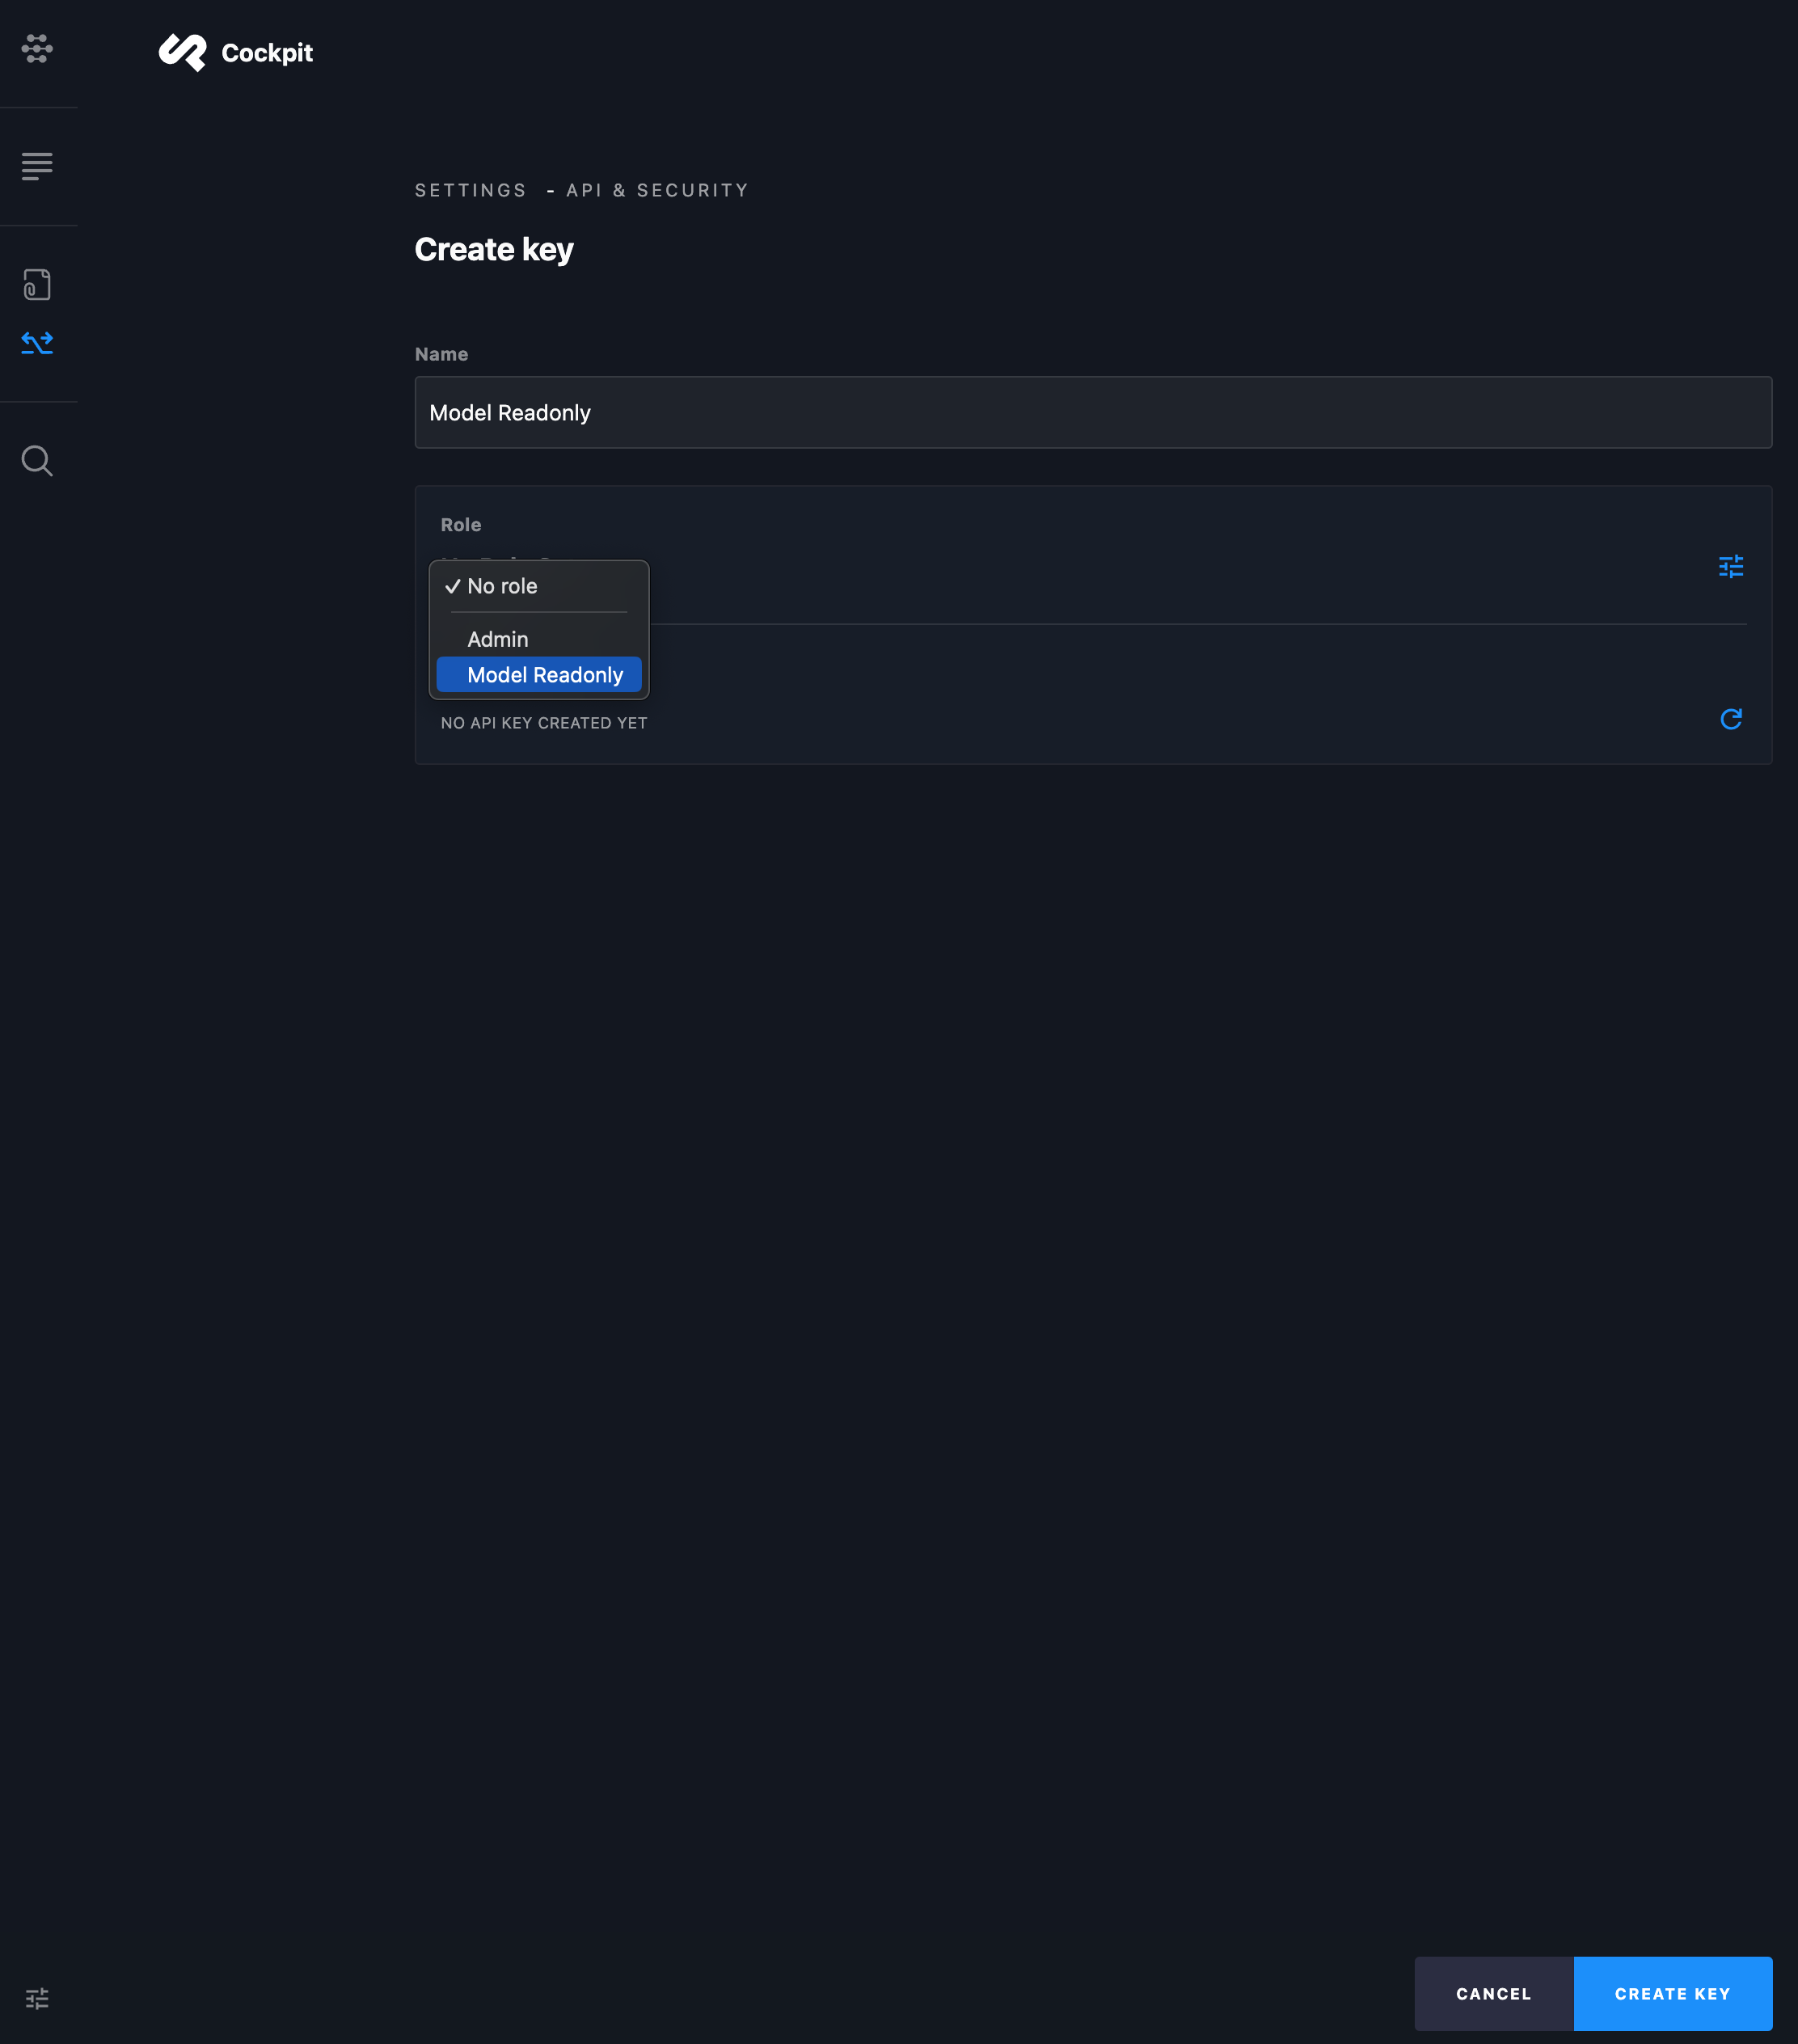 Cockpit
SETTINGS - API & SECURITY
Create key
Name
Model Readonly
Role
No role
Admin
Model Readonly
NO API KEY CREATED YET
CANCEL
CREATE KEY